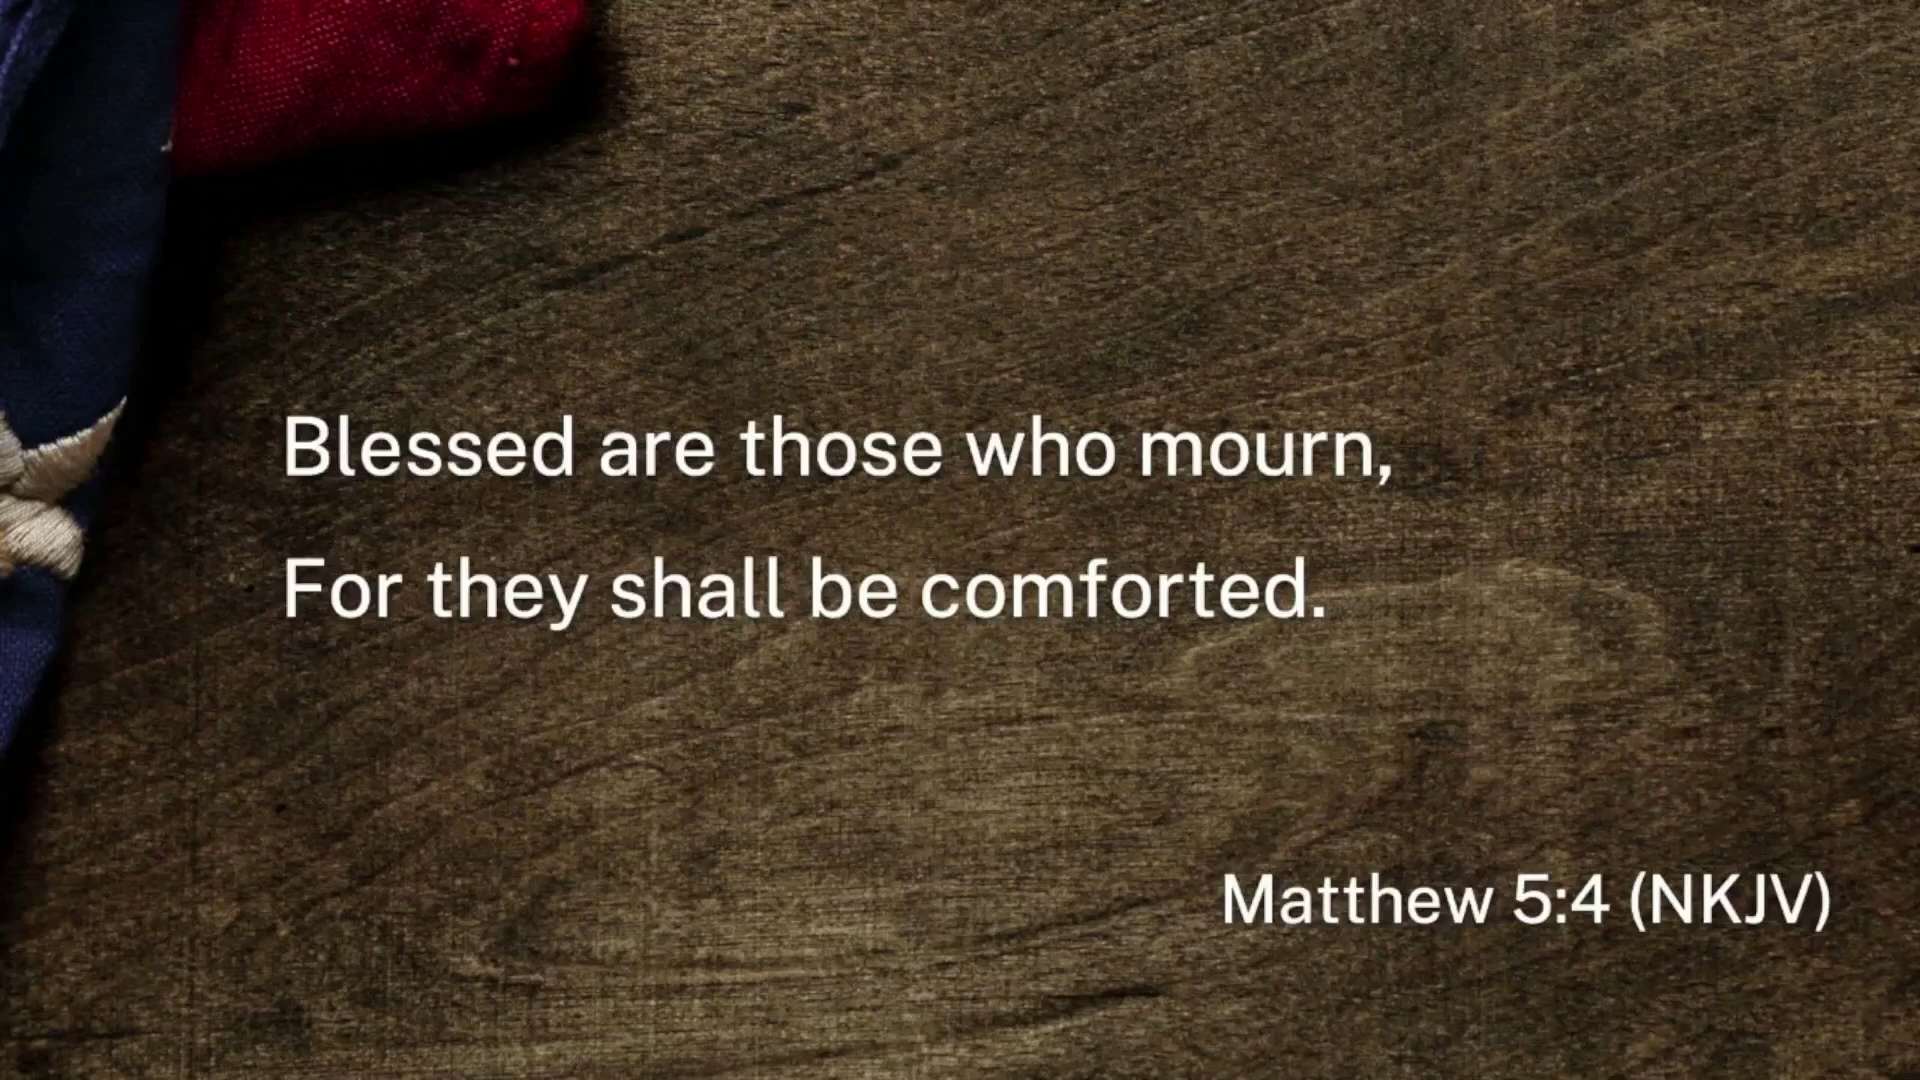 Blessed are those who mourn,
For they shall be comforted.
Matthew 5:4 (NKJV)